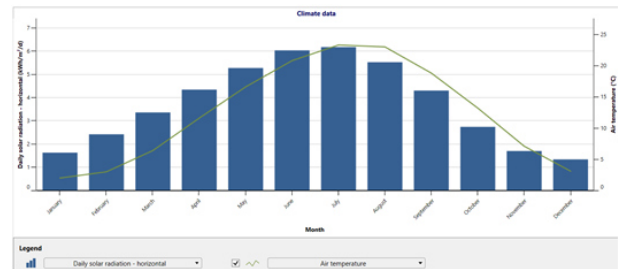 Climate data
Daily solar radiation - horizontal (kWh/m²/d)
7
6
5
4
3
2
1
0
Air temperature (°C)
25
20
15
10
5
0
January
February
March
April
May
June
July
August
September
October
November
December
Month
Legend
Daily solar radiation - horizontal
Air temperature